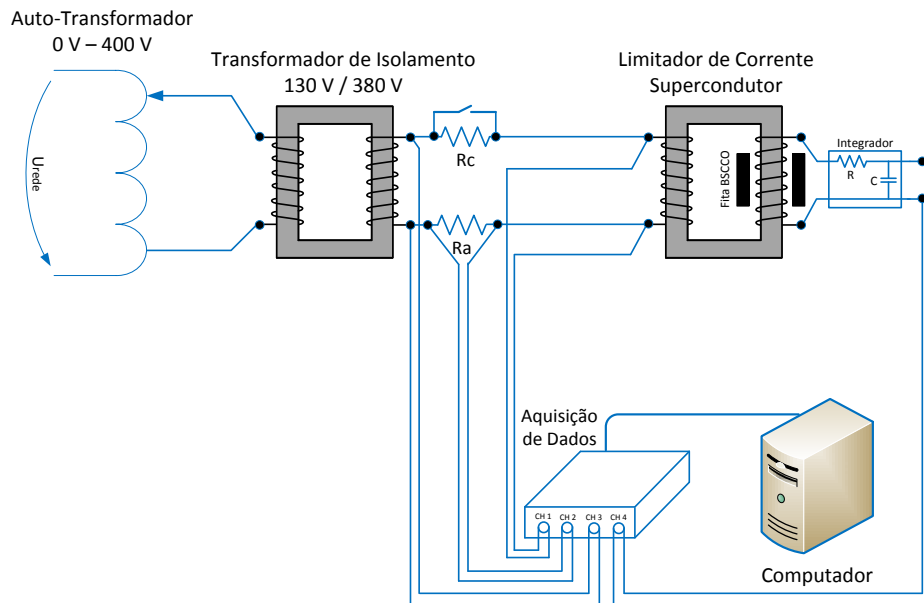 Auto-Transformador
0 V – 400 V
Transformador de Isolamento
130 V / 380 V
Limitador de Corrente
Supercondutor
Urede
Rc
Ra
Fita BSCCO
Integrador
R
C
Aquisição
de Dados
CH 1
CH 2
CH 3
CH 4
Computador